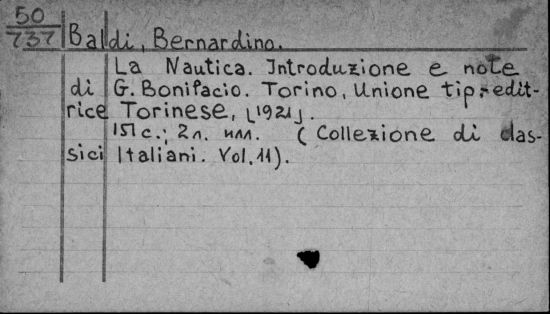 50
737
Baldi, Bernardino.
La Nautica. Introduzione e note
di G. Bonifacio. Torino, Unione tip.-edit-
rice Torinese, [1921].
151 с.; 2 л. илл. (Collezione di clas-
sici Italiani. Vol. 11).